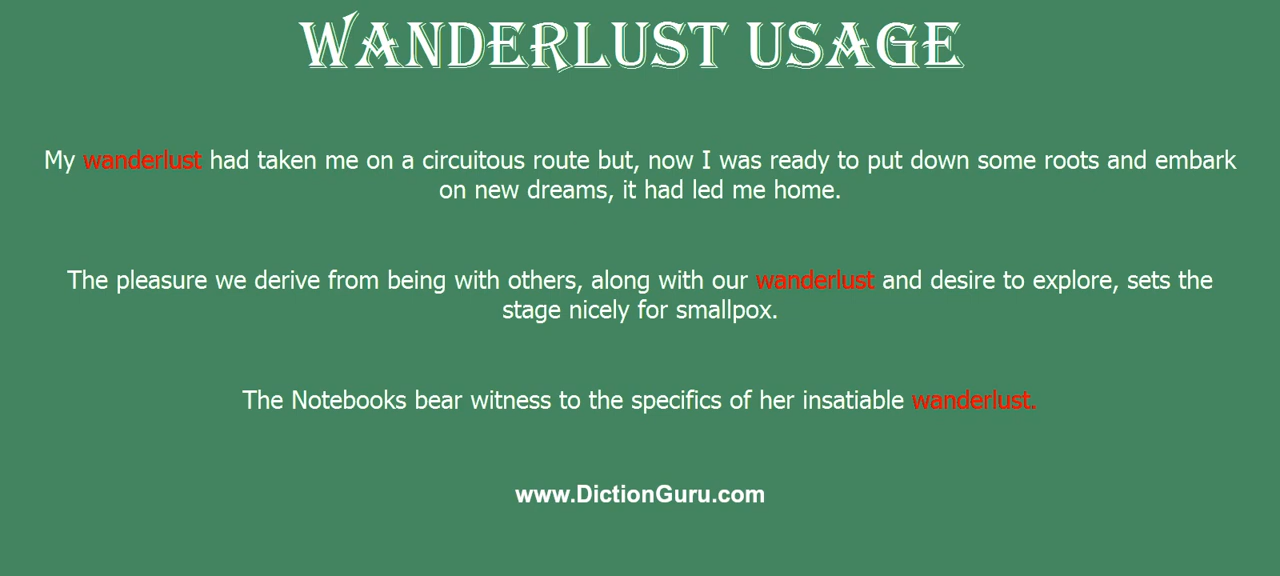 WANDERLUST USAGE
My wanderlust had taken me on a circuitous route but, now I was ready to put down some roots and embark
on new dreams, it had led me home.
The pleasure we derive from being with others, along with our wanderlust and desire to explore, sets the
stage nicely for smallpox.
The Notebooks bear witness to the specifics of her insatiable wanderlust.
www.DictionGuru.com